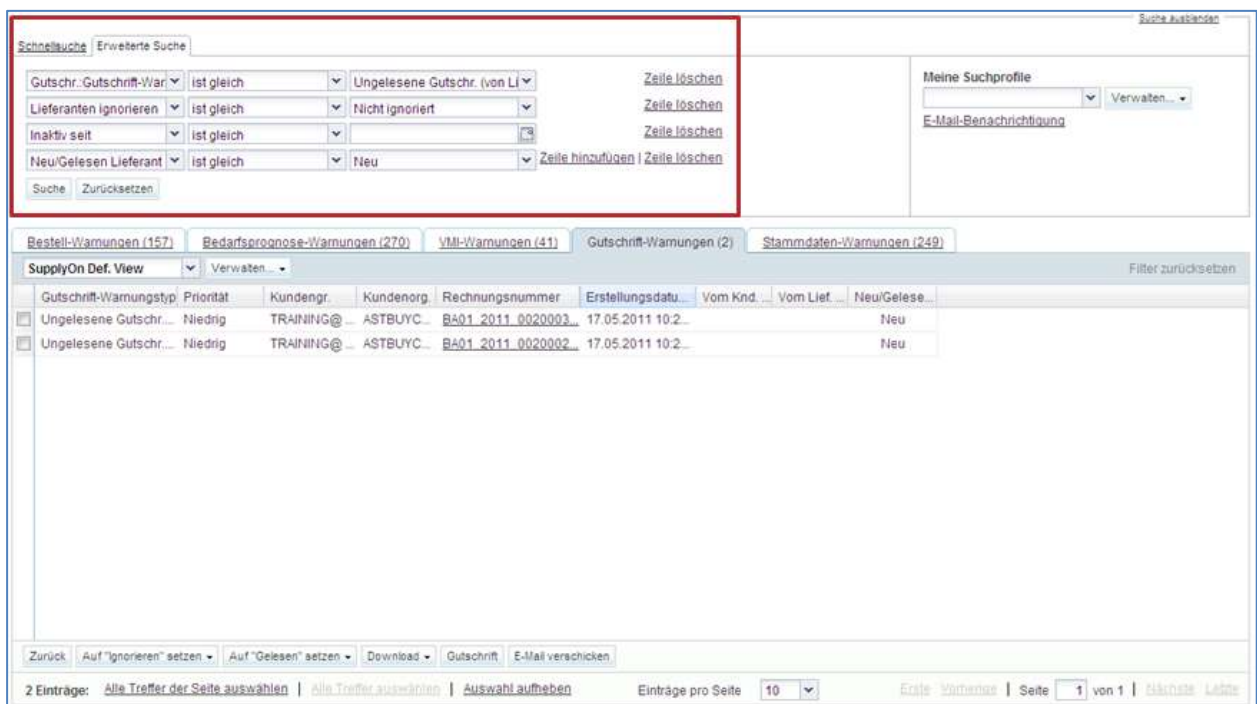 Suche ausblenden
Schnellsuche Erweiterte Suche
Gutschr.:Gutschrift-War ist gleich Ungelesene Gutschr. (von Li Zeile löschen
Lieferanten ignorieren ist gleich Nicht ignoriert Zeile löschen
Inaktiv seit ist gleich Zeile löschen
Neu/Gelesen Lieferant ist gleich Neu Zeile hinzufügen | Zeile löschen
Suche Zurücksetzen
Meine Suchprofile
Verwalten...
E-Mail-Benachrichtigung
Bestell-Warnungen (157) Bedarfsprognose-Warnungen (270) VMI-Warnungen (41) Gutschrift-Warnungen (2) Stammdaten-Warnungen (249)
SupplyOn Def. View Verwalten... Filter zurücksetzen
Gutschrift-Warnungstyp Priorität Kundengr. Kundenorg. Rechnungsnummer Erstellungsdatu... Vom Knd. ... Vom Lief. ... Neu/Gelese...
Ungelesene Gutschr.... Niedrig TRAINING@ ... ASTBUYC... BA01_2011_0020003... 17.05.2011 10:2... Neu
Ungelesene Gutschr.... Niedrig TRAINING@ ... ASTBUYC... BA01_2011_0020002... 17.05.2011 10:2... Neu
Zurück Auf "Ignorieren" setzen Auf "Gelesen" setzen Download Gutschrift E-Mail verschicken
2 Einträge: Alle Treffer der Seite auswählen | Alle Treffer auswählen | Auswahl aufheben Einträge pro Seite 10 Erste Vorherige | Seite 1 von 1 | Nächste Letzte